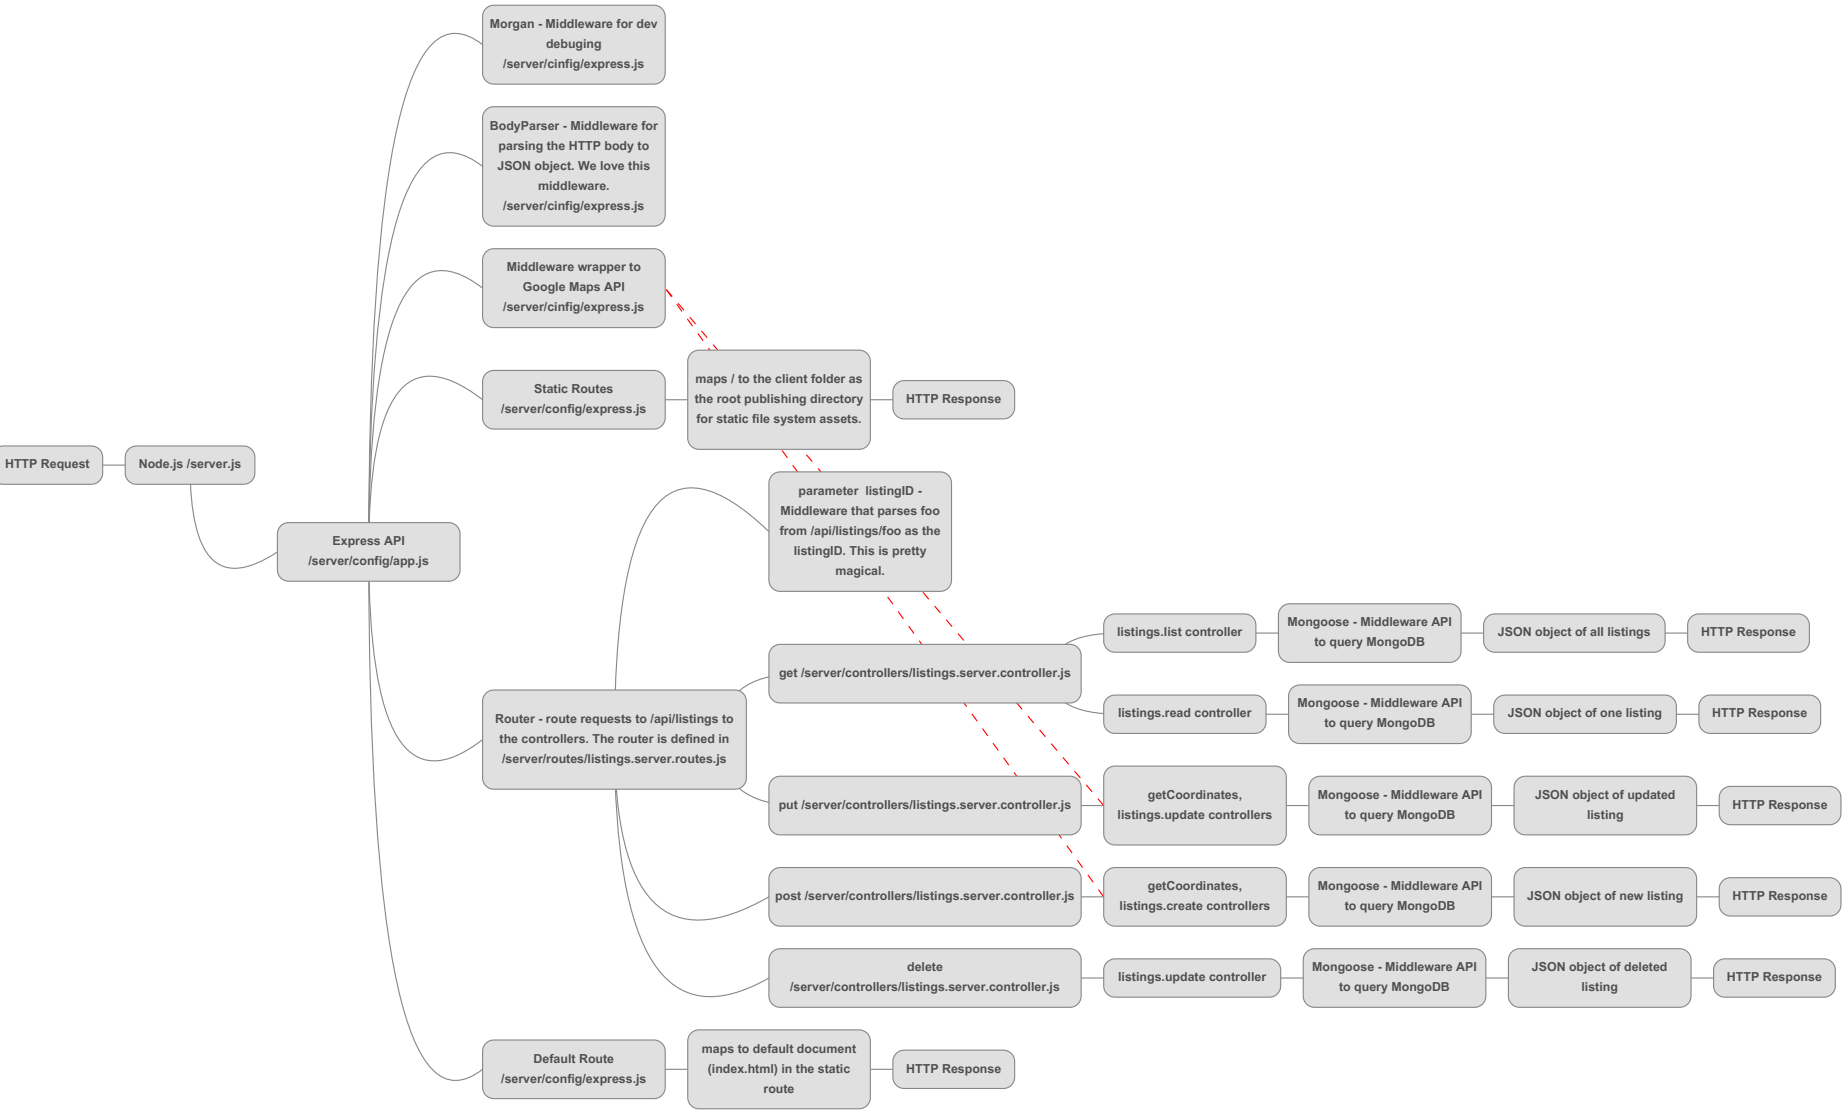 HTTP Request
Node.js /server.js
Express API
/server/config/app.js
Morgan - Middleware for dev
debuging
/server/cinfig/express.js
BodyParser - Middleware for
parsing the HTTP body to
JSON object. We love this
middleware.
/server/cinfig/express.js
Middleware wrapper to
Google Maps API
/server/cinfig/express.js
Static Routes
/server/config/express.js
maps / to the client folder as
the root publishing directory
for static file system assets.
HTTP Response
Router - route requests to /api/listings to
the controllers. The router is defined in
/server/routes/listings.server.routes.js
parameter  listingID -
Middleware that parses foo
from /api/listings/foo as the
listingID. This is pretty
magical.
get /server/controllers/listings.server.controller.js
listings.list controller
Mongoose - Middleware API
to query MongoDB
JSON object of all listings
HTTP Response
listings.read controller
Mongoose - Middleware API
to query MongoDB
JSON object of one listing
HTTP Response
put /server/controllers/listings.server.controller.js
getCoordinates,
listings.update controllers
Mongoose - Middleware API
to query MongoDB
JSON object of updated
listing
HTTP Response
post /server/controllers/listings.server.controller.js
getCoordinates,
listings.create controllers
Mongoose - Middleware API
to query MongoDB
JSON object of new listing
HTTP Response
delete
/server/controllers/listings.server.controller.js
listings.update controller
Mongoose - Middleware API
to query MongoDB
JSON object of deleted
listing
HTTP Response
Default Route
/server/config/express.js
maps to default document
(index.html) in the static
route
HTTP Response